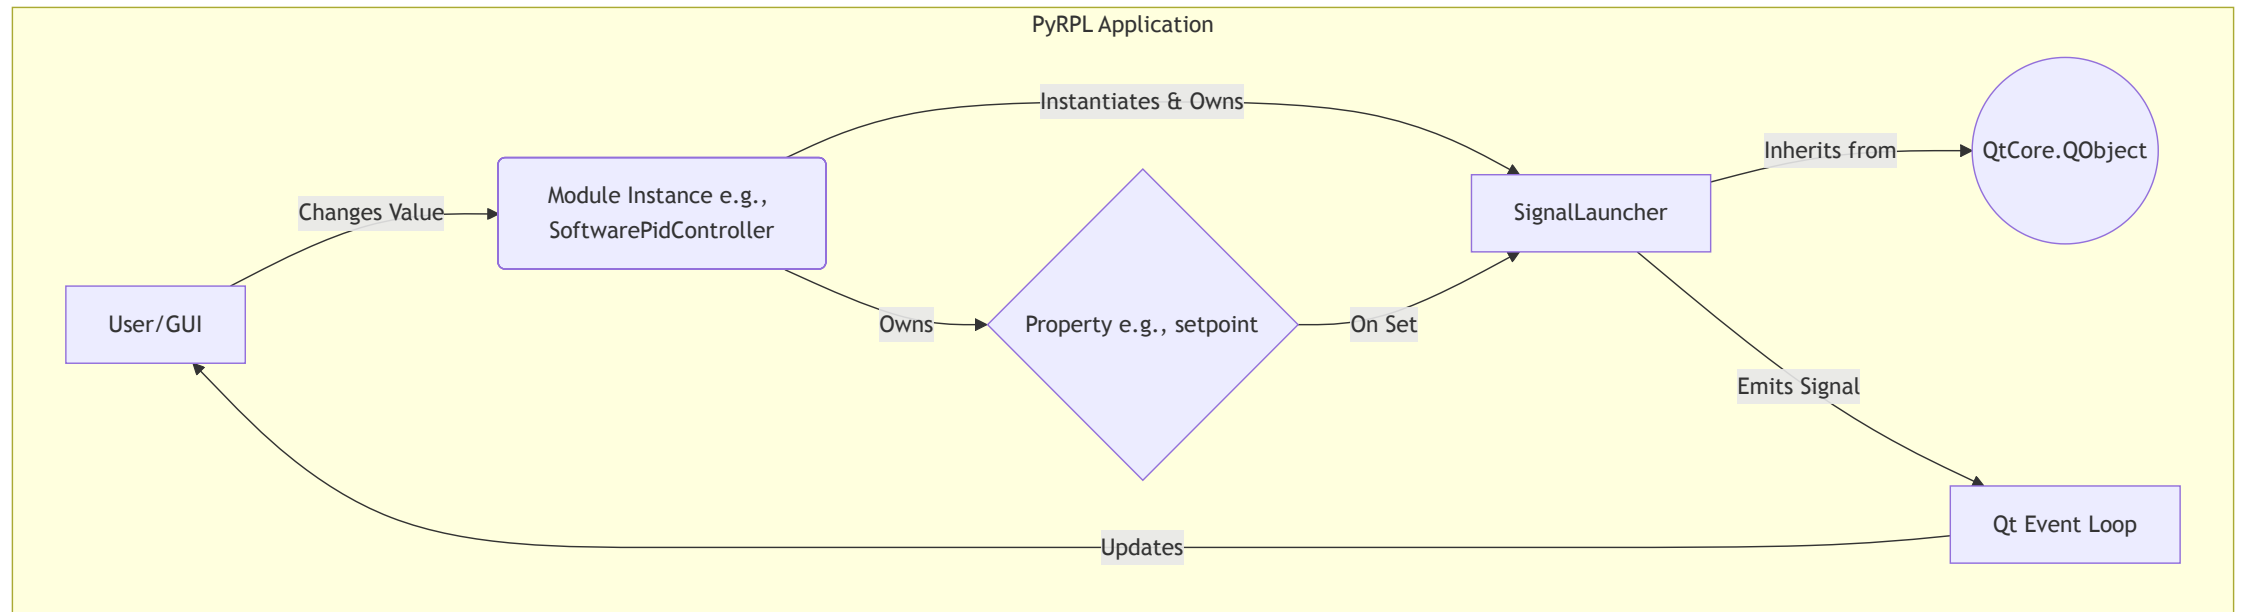 PyRPL Application
Instantiates & Owns
Inherits from
QtCore.QObject
Module Instance e.g.,
SoftwarePidController
Changes Value
SignalLauncher
User/GUI
Owns
Property e.g., setpoint
On Set
Emits Signal
Qt Event Loop
Updates